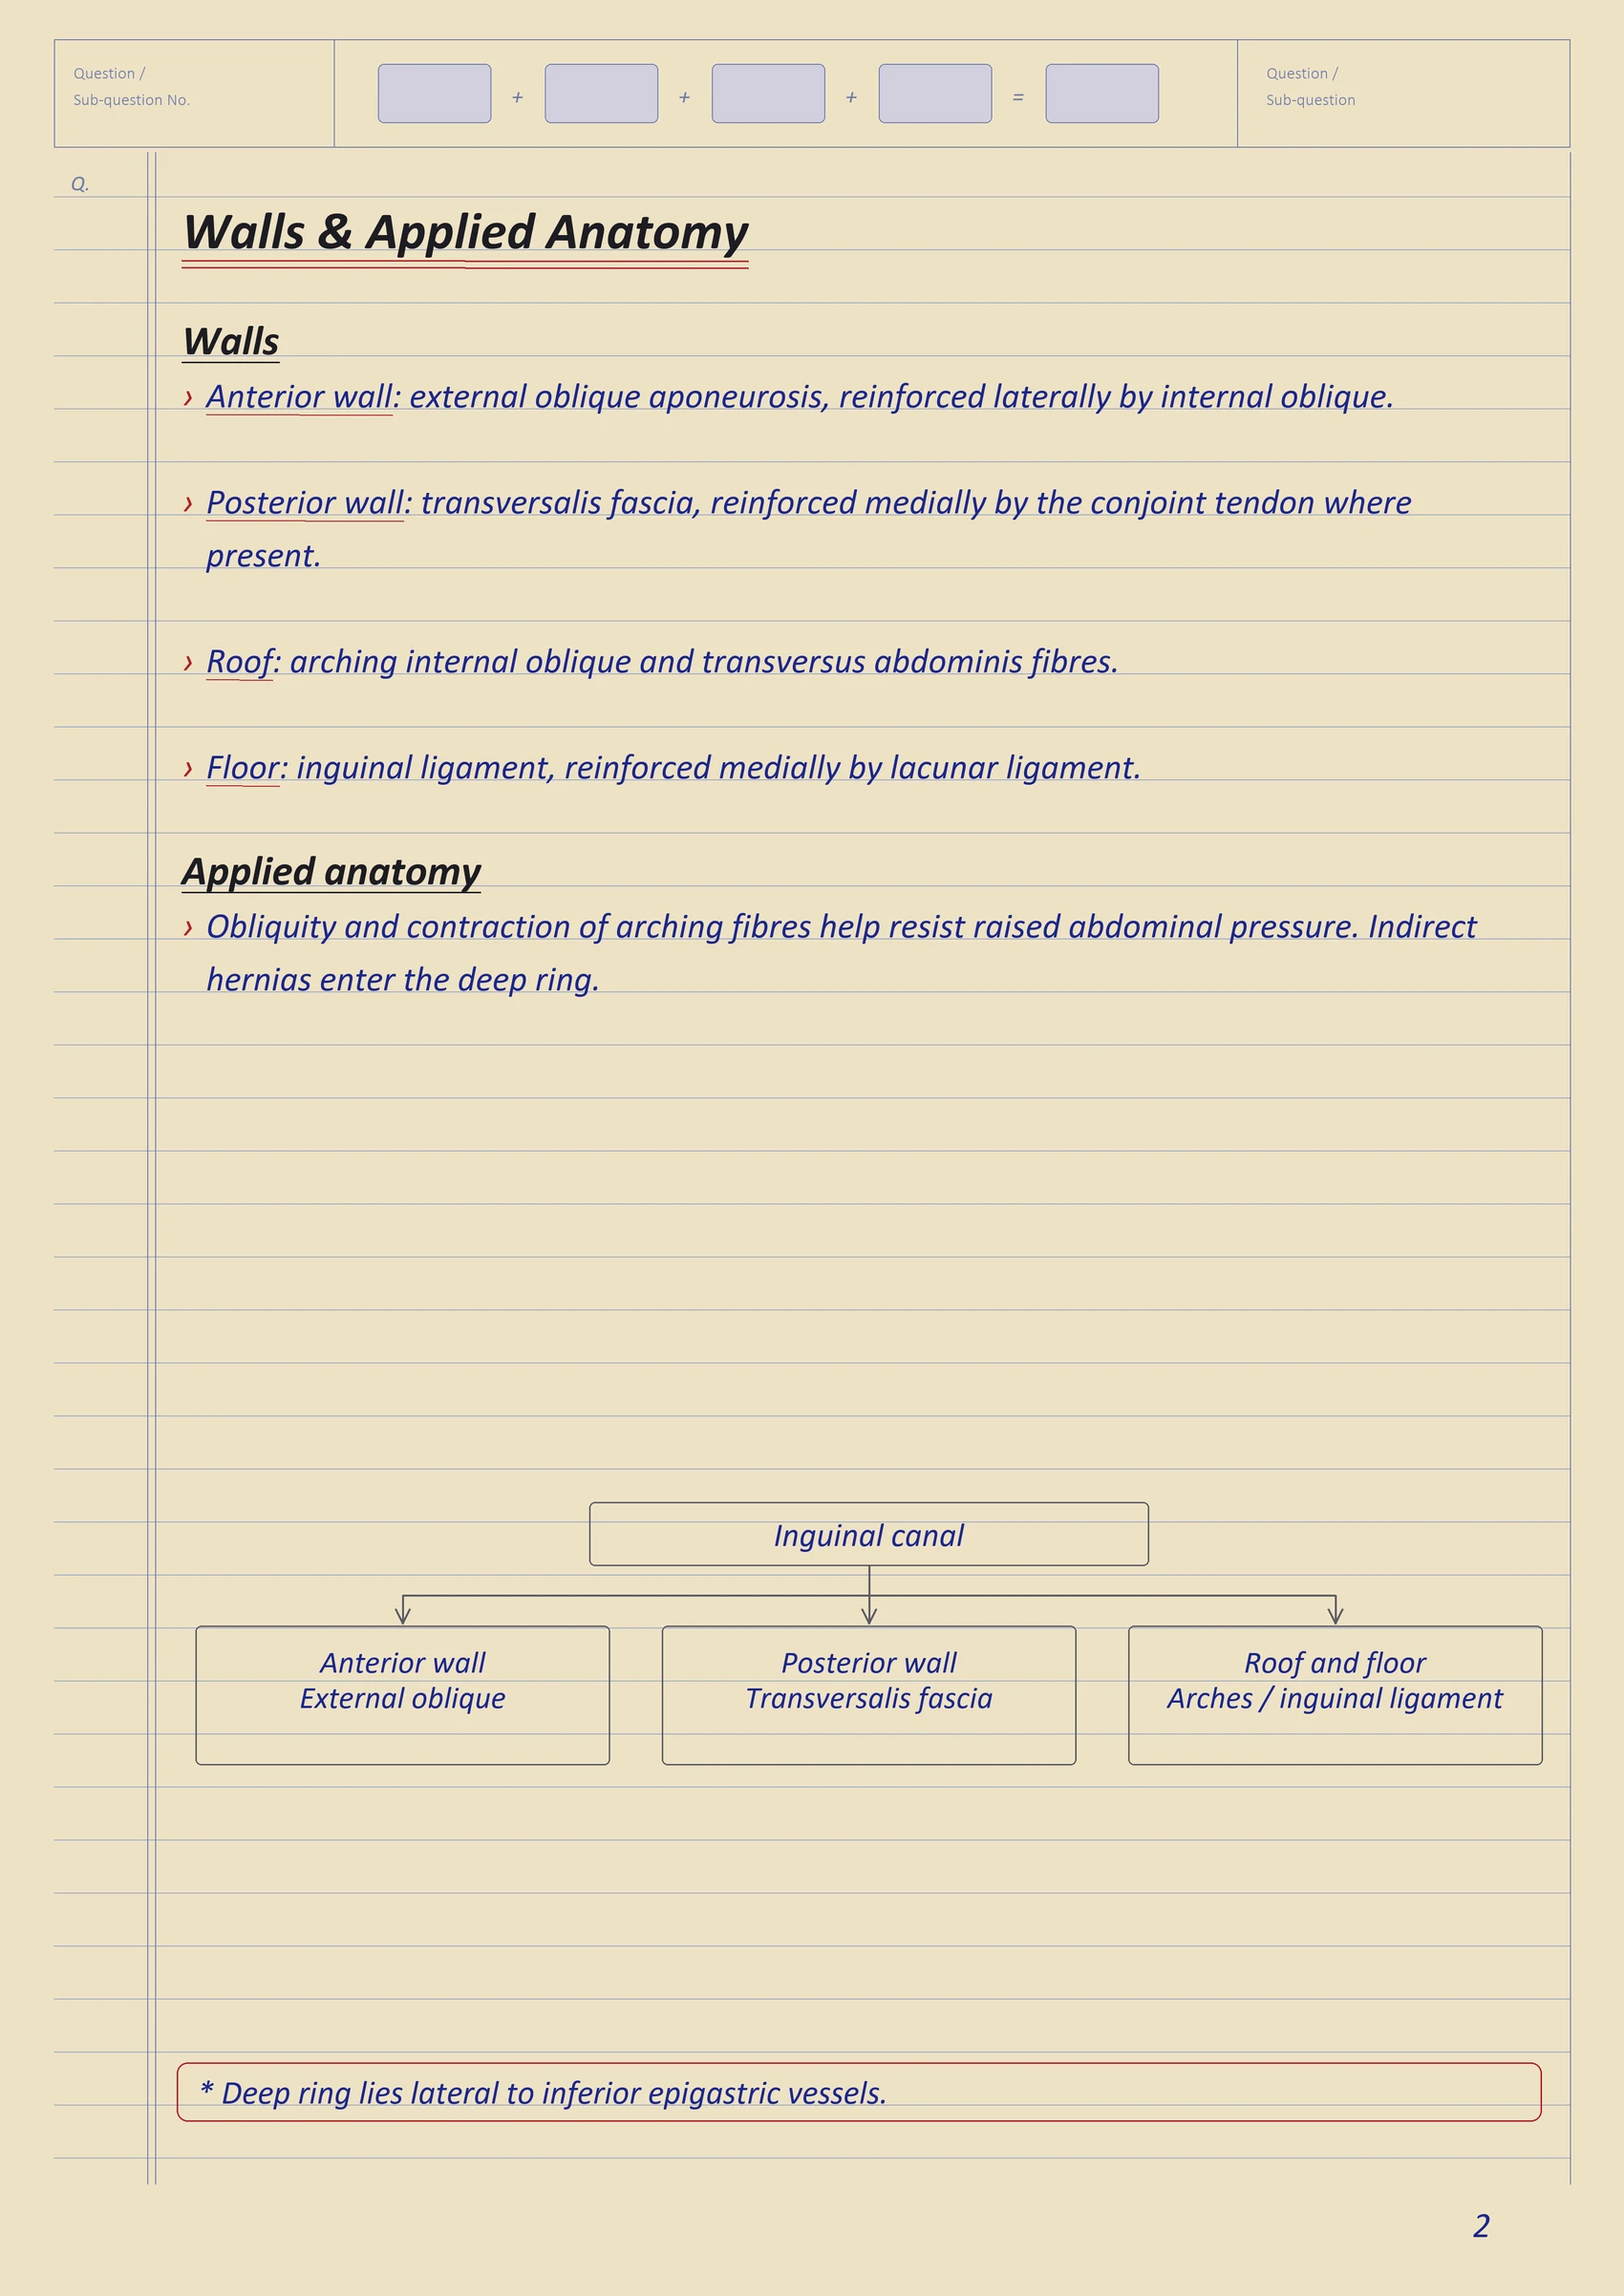 Question /
Sub-question No.
+ + + =
Question /
Sub-question
Q.
Walls & Applied Anatomy
Walls
› Anterior wall: external oblique aponeurosis, reinforced laterally by internal oblique.
› Posterior wall: transversalis fascia, reinforced medially by the conjoint tendon where
present.
› Roof: arching internal oblique and transversus abdominis fibres.
› Floor: inguinal ligament, reinforced medially by lacunar ligament.
Applied anatomy
› Obliquity and contraction of arching fibres help resist raised abdominal pressure. Indirect
hernias enter the deep ring.
Inguinal canal
Anterior wall
External oblique
Posterior wall
Transversalis fascia
Roof and floor
Arches / inguinal ligament
* Deep ring lies lateral to inferior epigastric vessels.
2